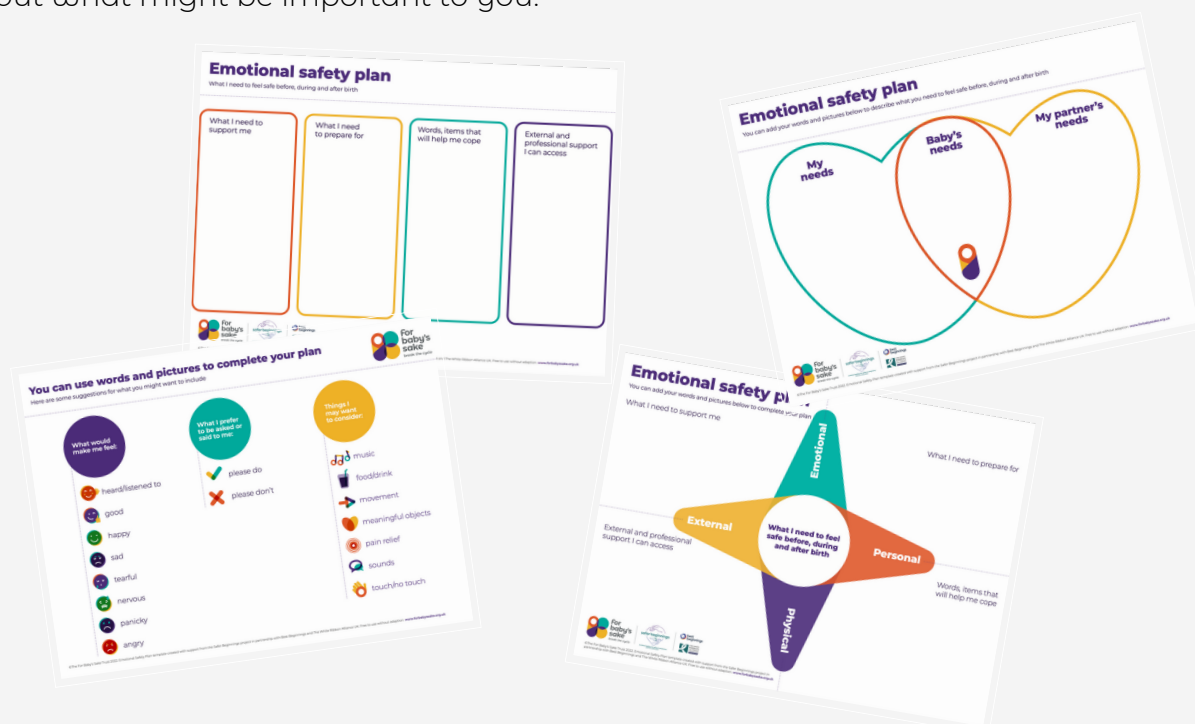 out what might be important to you.
Emotional safety plan
What I need to feel safe before, during and after birth
What I need to
support me
What I need
to prepare for
Words, items that
will help me cope
External and
professional support
I can access
For
baby's
sake
Emotional safety plan
You can add your words and pictures below to describe what you need to feel safe before, during and after birth
My
needs
Baby's
needs
My partner's
needs
For
baby's
sake
You can use words and pictures to complete your plan
Here are some suggestions for what you might want to include
For
baby's
sake
What would
make me feel:
heard/listened to
good
happy
sad
tearful
nervous
panicky
angry
What I prefer
to be asked or
said to me:
please do
please don't
Things I
may want
to consider:
music
food/drink
movement
meaningful objects
pain relief
sounds
touch/no touch
Emotional safety
You can add your words and pictures below to complete your plan
What I need to support me
What I need to prepare for
Emotional
External
Personal
Physical
What I need to feel
safe before, during
and after birth
External and professional
support I can access
Words, items that
will help me cope
For
baby's
sake